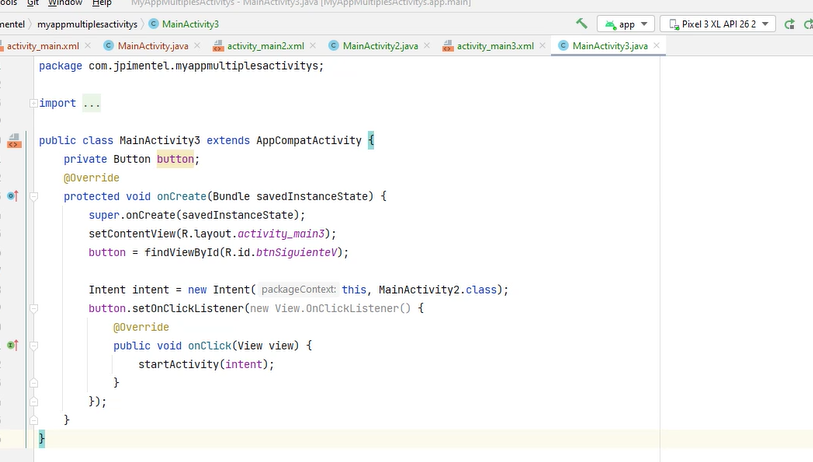 Git Window Help MyAppMultiplesActivitys - MainActivity3.java [MyAppMultiplesActivitys.app.main]
myappmultiplesactivitys MainActivity3 app Pixel 3 XL API 26 2
activity_main.xml MainActivity.java activity_main2.xml MainActivity2.java activity_main3.xml MainActivity3.java
package com.jpimentel.myappmultiplesactivitys;
import ...
public class MainActivity3 extends AppCompatActivity {
private Button button;
@Override
protected void onCreate(Bundle savedInstanceState) {
super.onCreate(savedInstanceState);
setContentView(R.layout.activity_main3);
button = findViewById(R.id.btnSiguienteV);
Intent intent = new Intent( packageContext: this, MainActivity2.class);
button.setOnClickListener(new View.OnClickListener() {
@Override
public void onClick(View view) {
startActivity(intent);
}
});
}
}